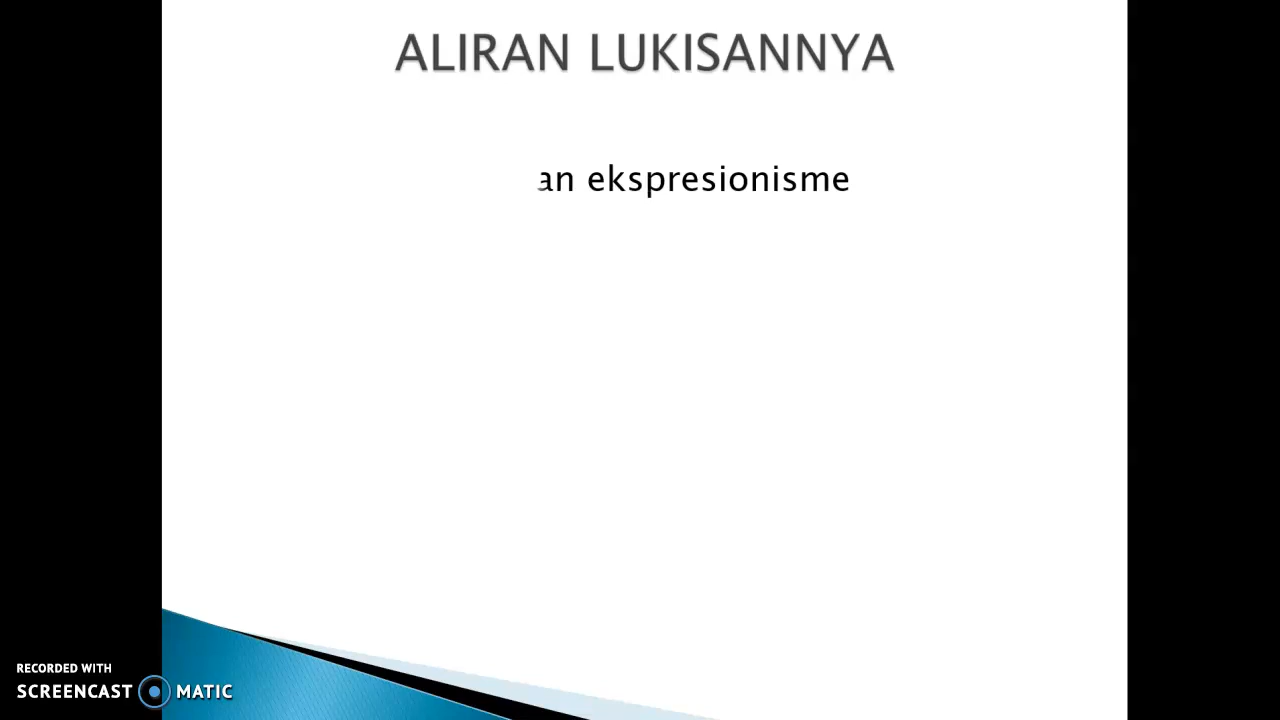 ALIRAN LUKISANNYA
an ekspresionisme
RECORDED WITH
SCREENCAST MATIC